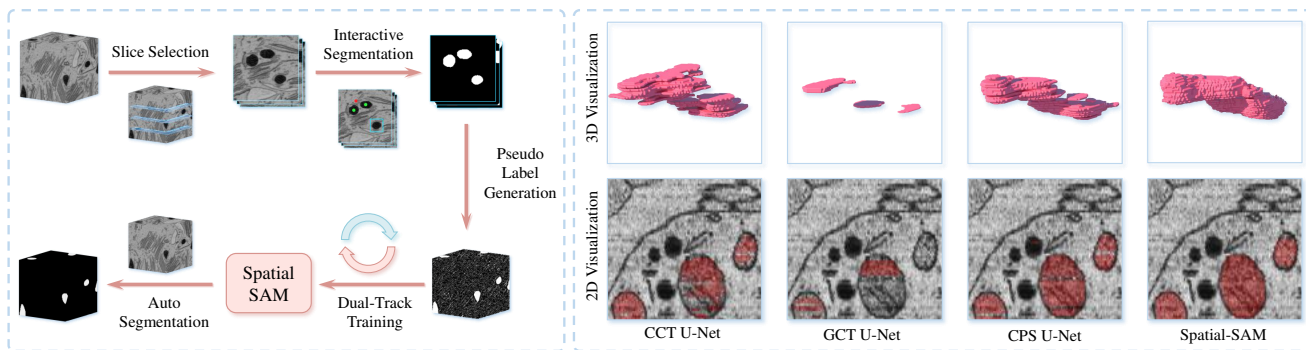 Slice Selection
Interactive
Segmentation
Pseudo
Label
Generation
Dual-Track
Training
Spatial
SAM
Auto
Segmentation
3D Visualization
2D Visualization
CCT U-Net
GCT U-Net
CPS U-Net
Spatial-SAM